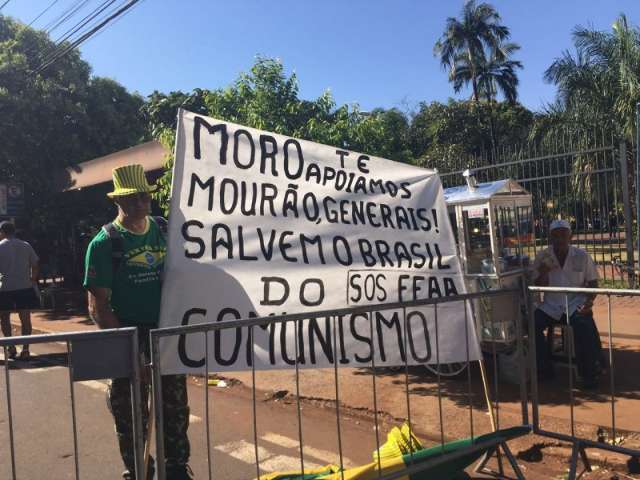 MORO TE
APOIAMOS
MOURÃO, GENERAIS!
SALVEM O BRASIL
DO SOS FFAA
COMUNISMO